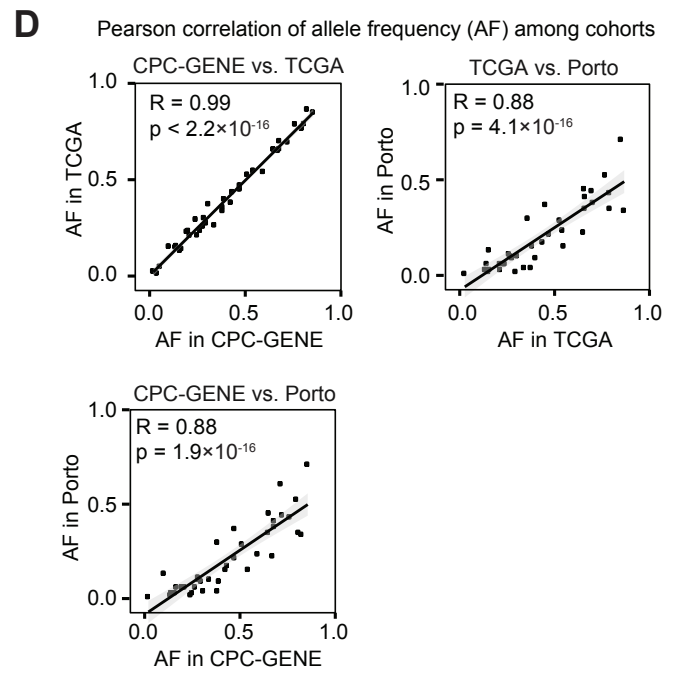 D
Pearson correlation of allele frequency (AF) among cohorts
CPC-GENE vs. TCGA
R = 0.99
p < 2.2×10⁻¹⁶
AF in TCGA
1.0
0.5
0.0
0.0 0.5 1.0
AF in CPC-GENE
TCGA vs. Porto
R = 0.88
p = 4.1×10⁻¹⁶
AF in Porto
1.0
0.5
0.0
0.0 0.5 1.0
AF in TCGA
CPC-GENE vs. Porto
R = 0.88
p = 1.9×10⁻¹⁶
AF in Porto
1.0
0.5
0.0
0.0 0.5 1.0
AF in CPC-GENE